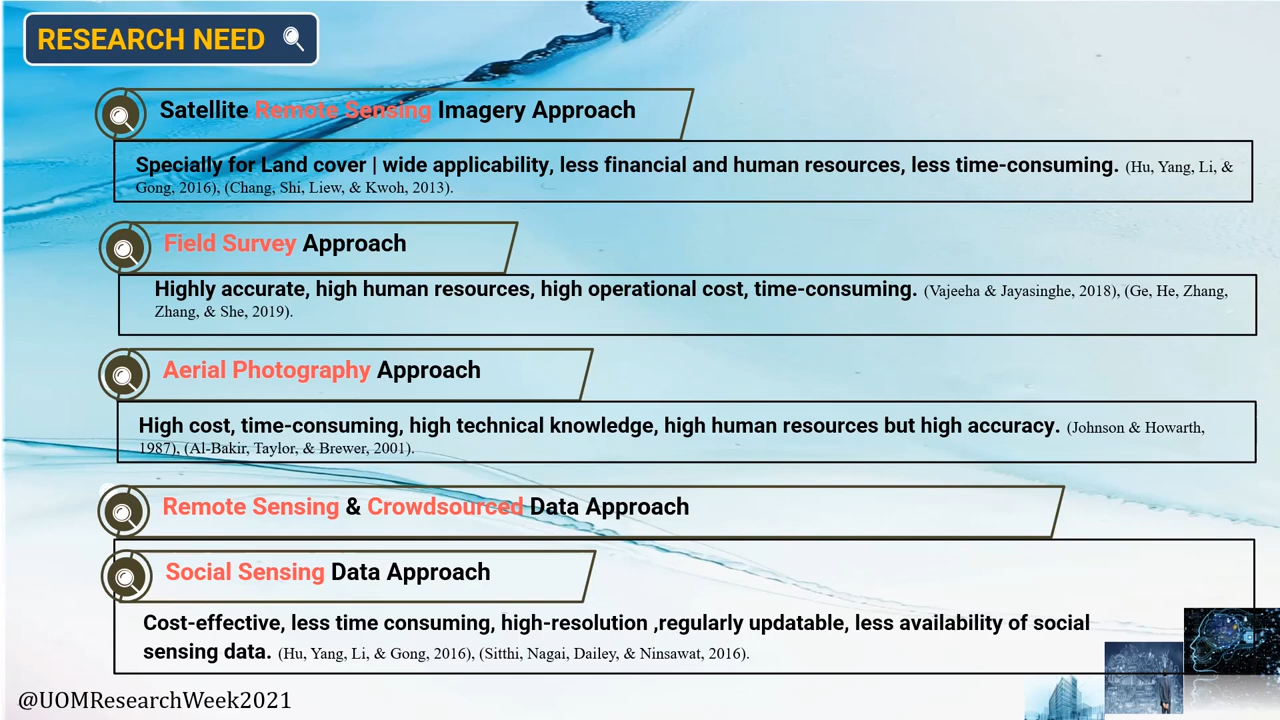 RESEARCH NEED
Satellite Remote Sensing Imagery Approach
Specially for Land cover | wide applicability, less financial and human resources, less time-consuming. (Hu, Yang, Li, &
Gong, 2016), (Chang, Shi, Liew, & Kwoh, 2013).
Field Survey Approach
Highly accurate, high human resources, high operational cost, time-consuming. (Vajeeha & Jayasinghe, 2018), (Ge, He, Zhang,
Zhang, & She, 2019).
Aerial Photography Approach
High cost, time-consuming, high technical knowledge, high human resources but high accuracy. (Johnson & Howarth,
1987), (Al-Bakir, Taylor, & Brewer, 2001).
Remote Sensing & Crowdsourced Data Approach
Social Sensing Data Approach
Cost-effective, less time consuming, high-resolution ,regularly updatable, less availability of social
sensing data. (Hu, Yang, Li, & Gong, 2016), (Sitthi, Nagai, Dailey, & Ninsawat, 2016).
@UOMResearchWeek2021